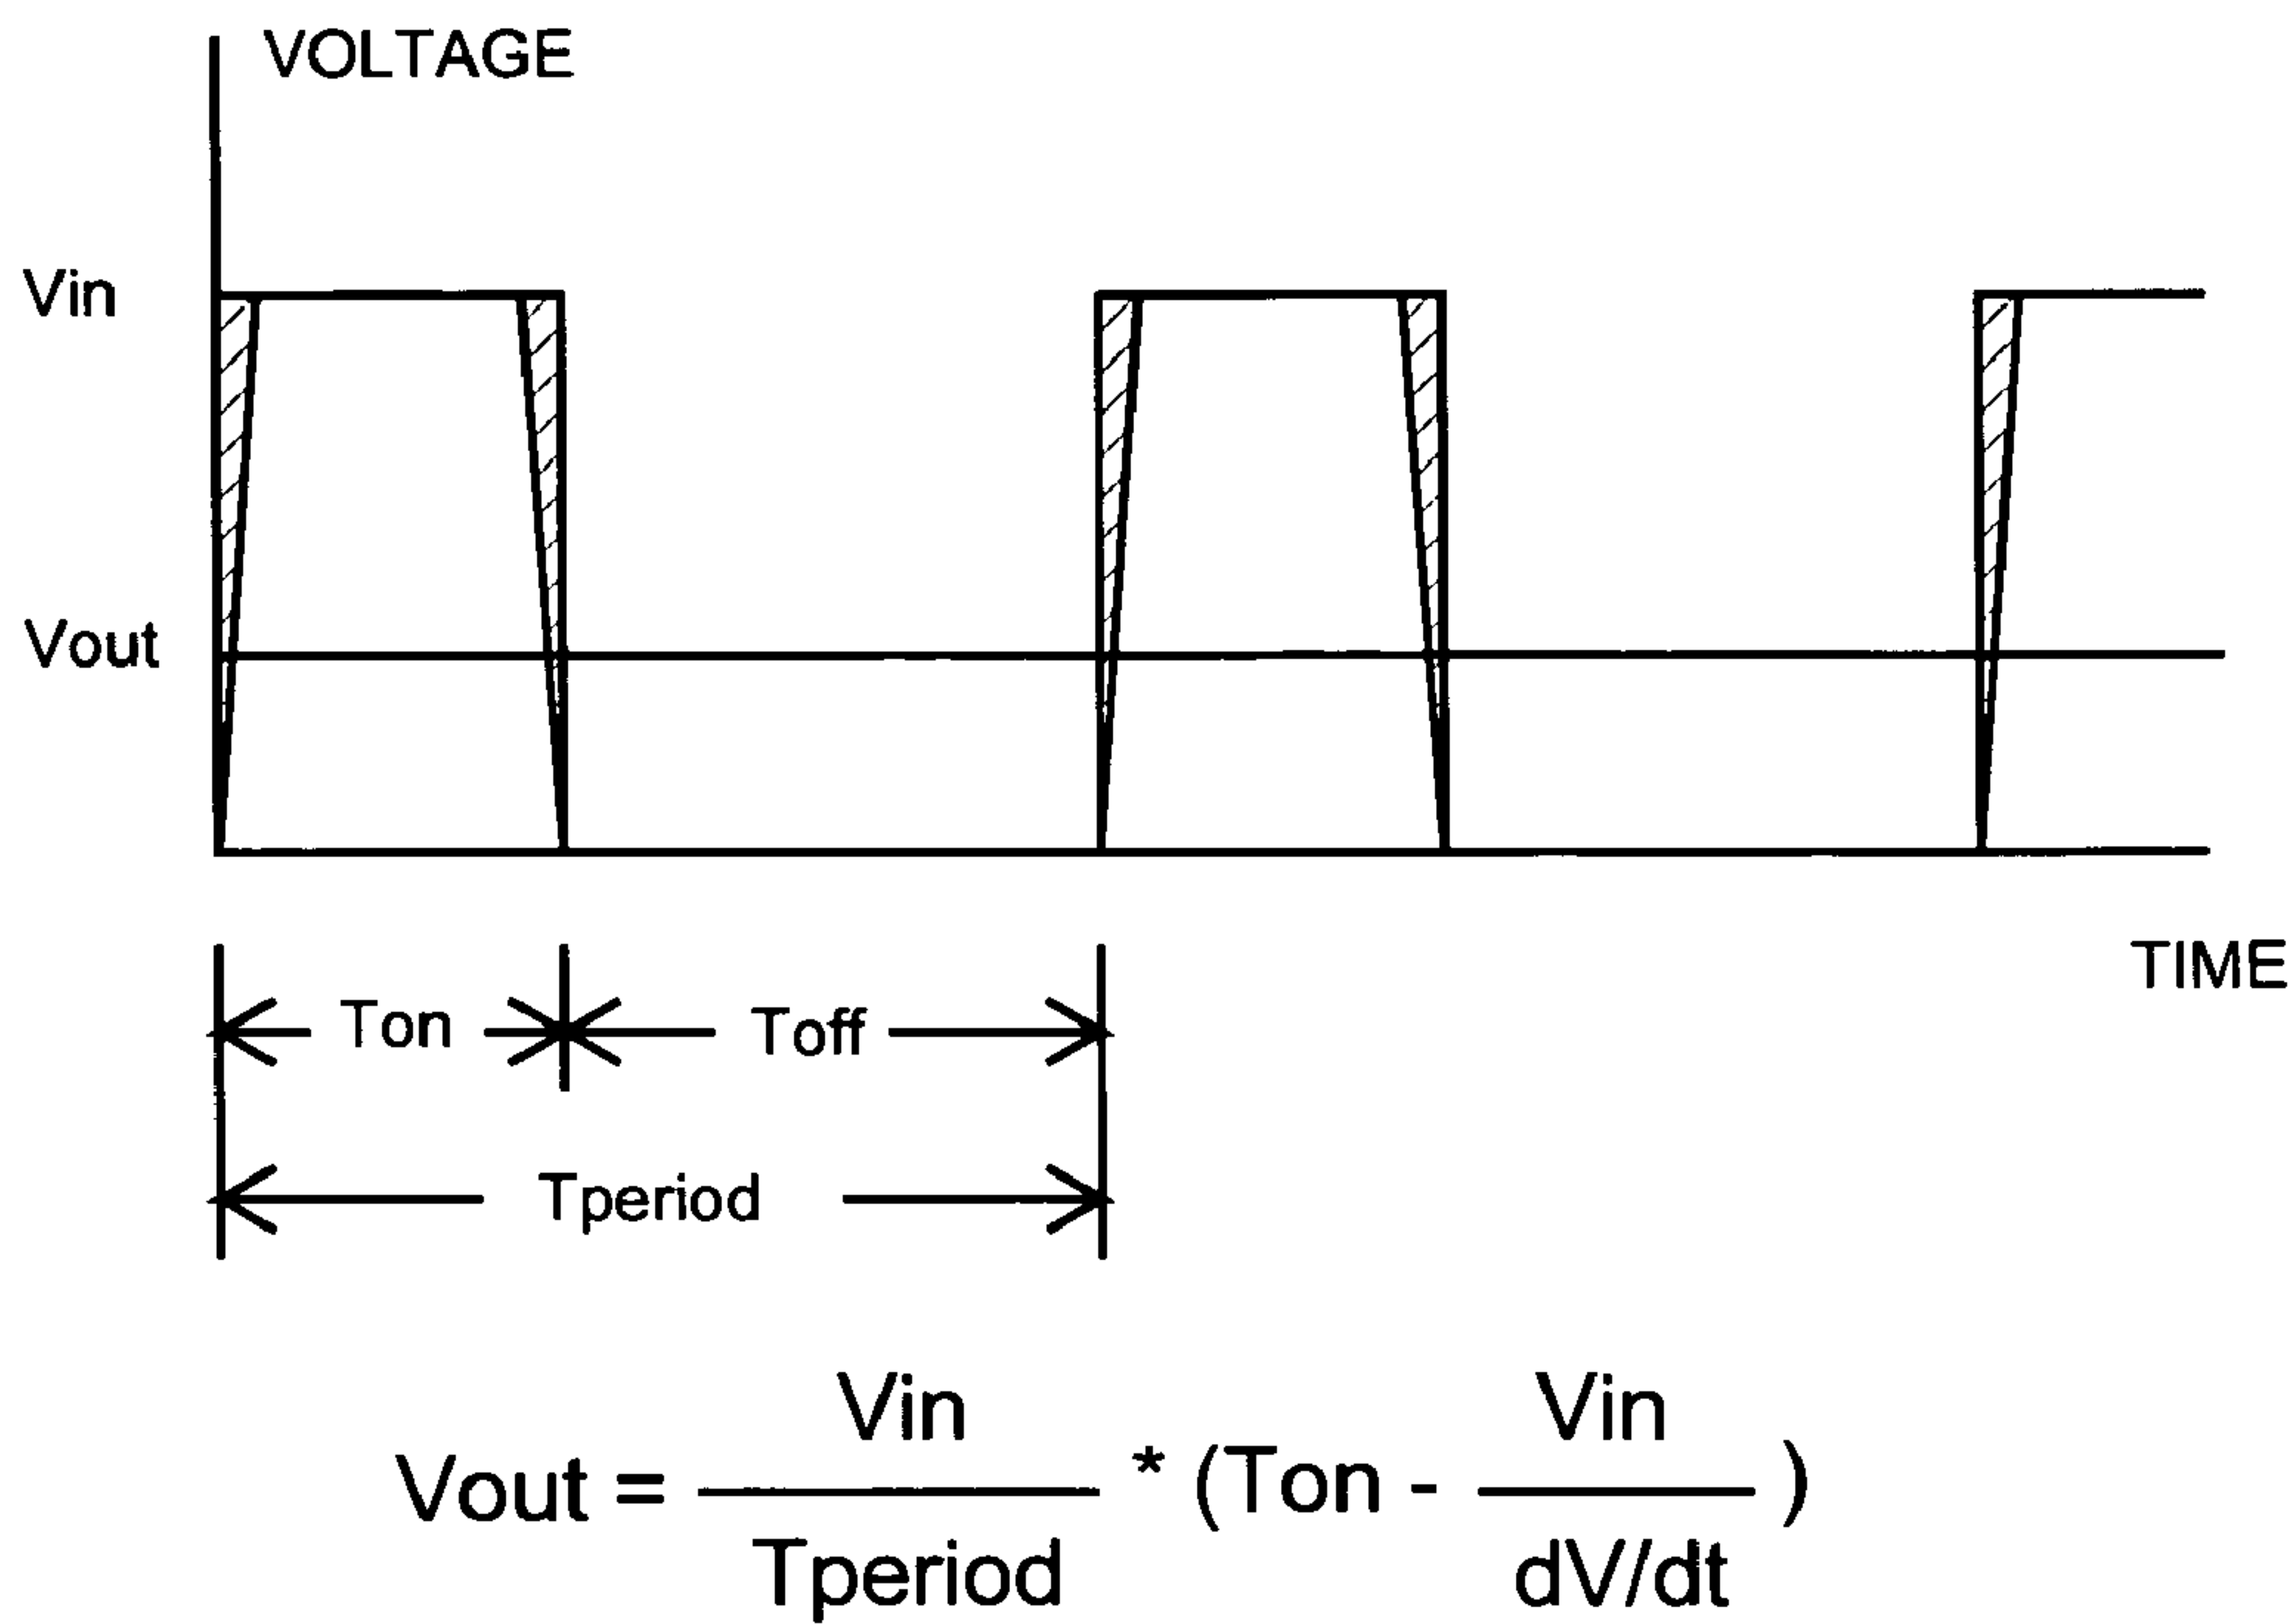 VOLTAGE
Vin
Vout
TIME
Ton
Toff
Tperiod
Vout = Vin / Tperiod * (Ton - Vin / dV/dt )